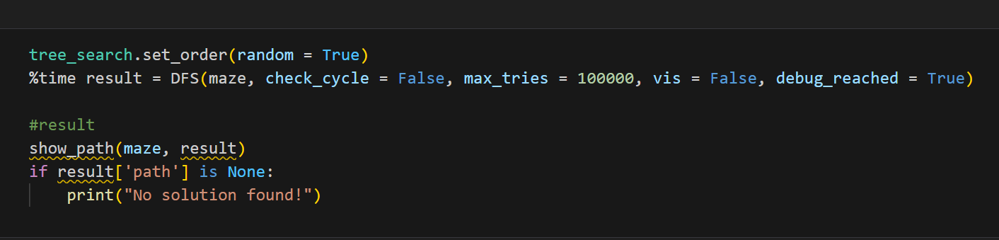 tree_search.set_order(random = True)
%time result = DFS(maze, check_cycle = False, max_tries = 100000, vis = False, debug_reached = True)
#result
show_path(maze, result)
if result['path'] is None:
    print("No solution found!")